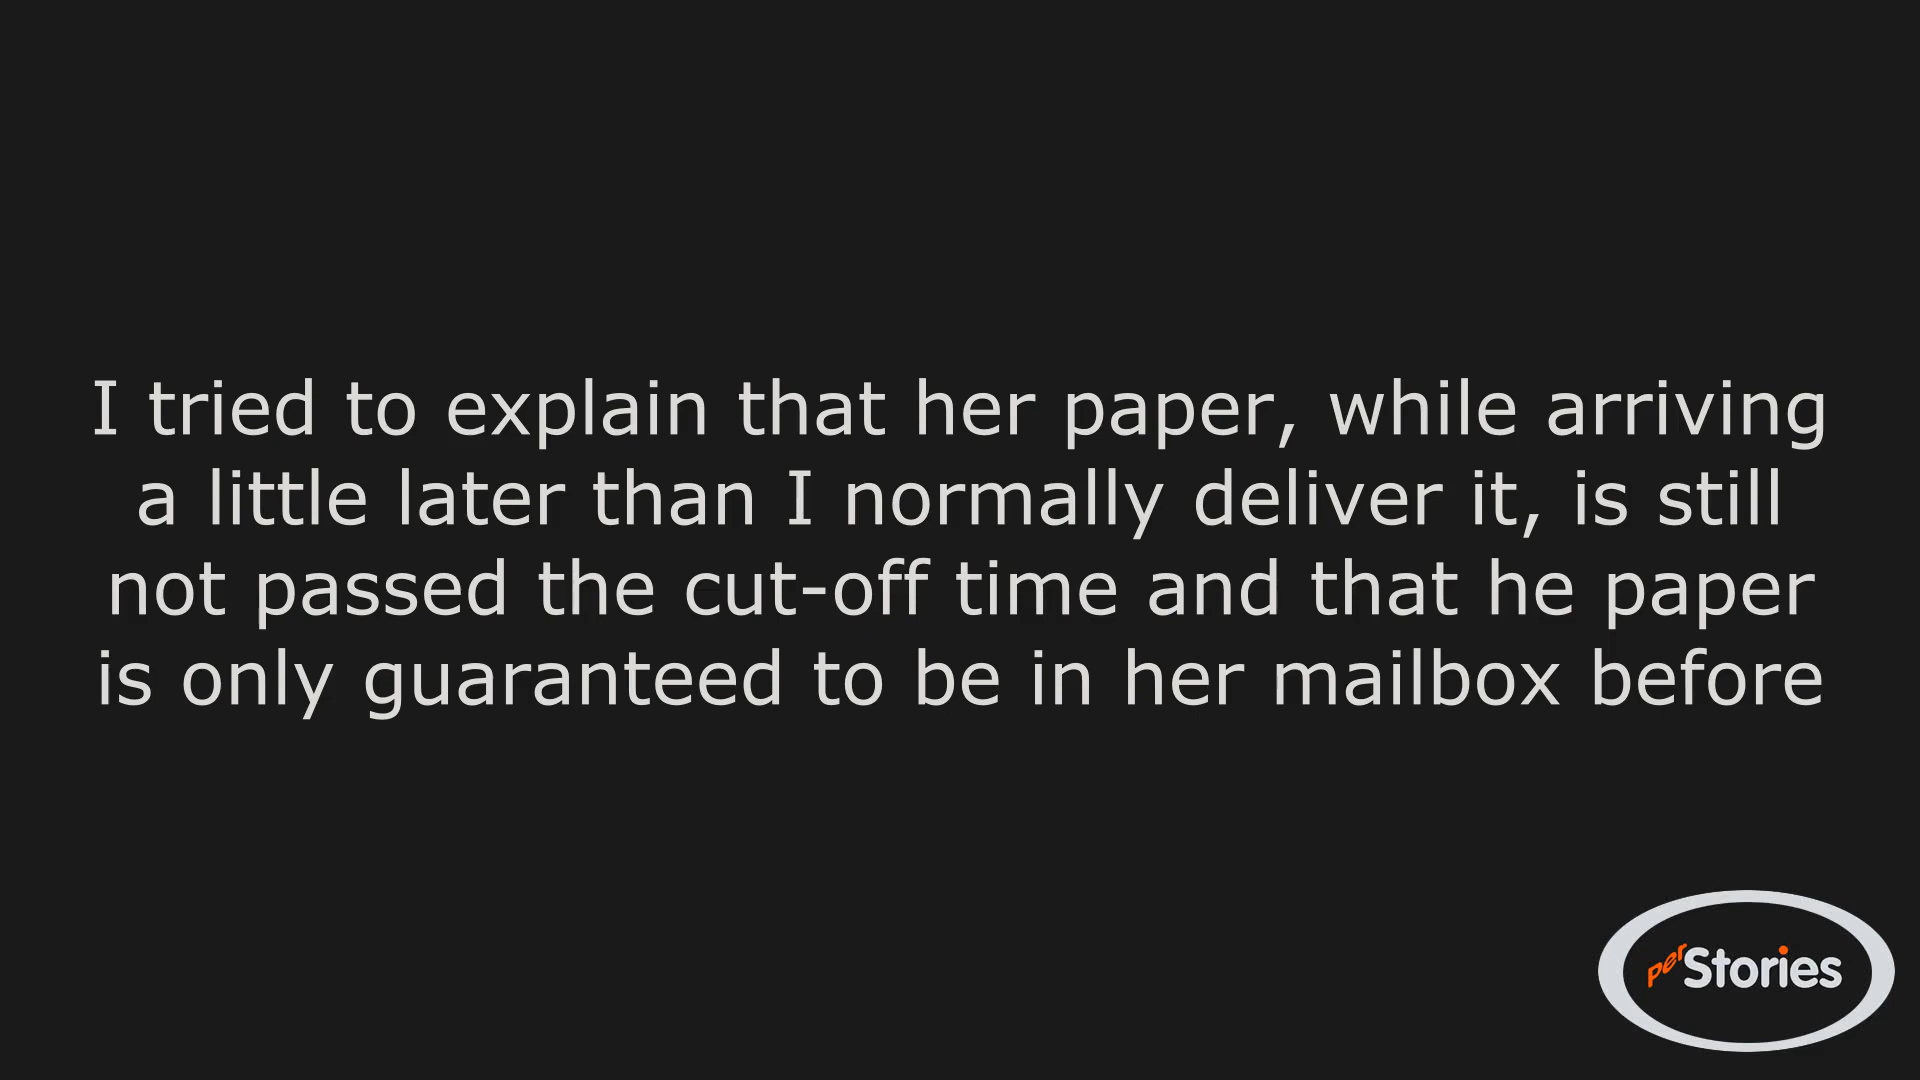 I tried to explain that her paper, while arriving
a little later than I normally deliver it, is still
not passed the cut-off time and that he paper
is only guaranteed to be in her mailbox before
perStories